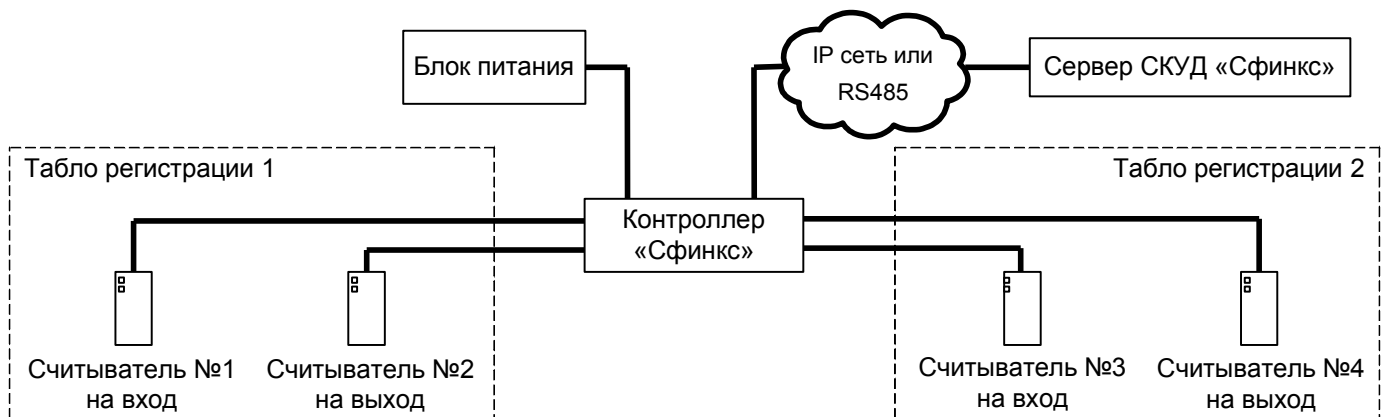 Блок питания
IP сеть или
RS485
Сервер СКУД «Сфинкс»
Табло регистрации 1
Табло регистрации 2
Контроллер
«Сфинкс»
Считыватель №1
на вход
Считыватель №2
на выход
Считыватель №3
на вход
Считыватель №4
на выход